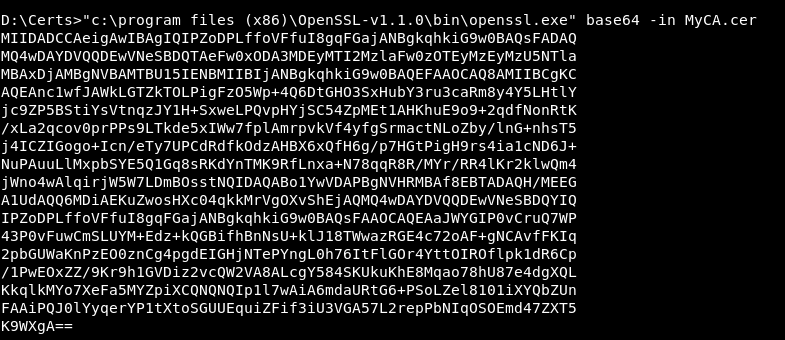 D:\Certs>"c:\program files (x86)\OpenSSL-v1.1.0\bin\openssl.exe" base64 -in MyCA.cer
MIIDADCCAeigAwIBAgIQIPZoDPLffoVFfuI8gqFGajANBgkqhkiG9w0BAQsFADAQ
MQ4wDAYDVQQDEwVNeSBDQTAeFw0xODA3MDEyMTI2MzlaFw0zOTEyMzEyMzU5NTla
MBAxDjAMBgNVBAMTBU15IENBMIIBIjANBgkqhkiG9w0BAQEFAAOCAQ8AMIIBCgKC
AQEAnc1wfJAWkLGTZkTOLPigFzO5Wp+4Q6DtGHO3SxHubY3ru3caRm8y4Y5LHtlY
jc9ZP5BStiYsVtnqzJY1H+SxweLPQvpHYjSC54ZpMEt1AHKhuE9o9+2qdfNonRtK
/xLa2qcov0prPPs9LTkde5xIWw7fplAmrpvkVf4yfgSrmactNLoZby/lnG+nhsT5
j4ICZIGogo+Icn/eTy7UPCdRdfkOdzAHBX6xQfH6g/p7HGtPigH9rs4ia1cND6J+
NuPAuuLlMxpbSYE5Q1Gq8sRKdYnTMK9RfLnxa+N78qqR8R/MYr/RR4lKr2klwQm4
jWno4wAlqirjW5W7LDmBOsstNQIDAQABo1YwVDAPBgNVHRMBAf8EBTADAQH/MEEG
A1UdAQQ6MDiAEKuZwosHXc04qkkMrVgOXvShEjAQMQ4wDAYDVQQDEwVNeSBDQYIQ
IPZoDPLffoVFfuI8gqFGajANBgkqhkiG9w0BAQsFAAOCAQEAaJWYGIP0vCruQ7WP
43P0vFuwCmSLUYM+Edz+kQGBifhBnNsU+klJ18TWwazRGE4c72oAF+gNCAvfFKIq
2pbGUWaKnPzEO0znCg4pgdEIGHjNTePYngL0h76ItFlGOr4YttOIROflpk1dR6Cp
/1PwEOxZZ/9Kr9h1GVDiz2vcQW2VA8ALcgY584SKUkuKhE8Mqao78hU87e4dgXQL
KkqlkMYo7XeFa5MYZpiXCQNQNQIp1l7wAiA6mdaURtG6+PSoLZel8101iXYQbZUn
FAAiPQJ0lYyqerYP1tXtoSGUUEquiZFif3iU3VGA57L2repPbNIqOSOEmd47ZXT5
K9WXgA==